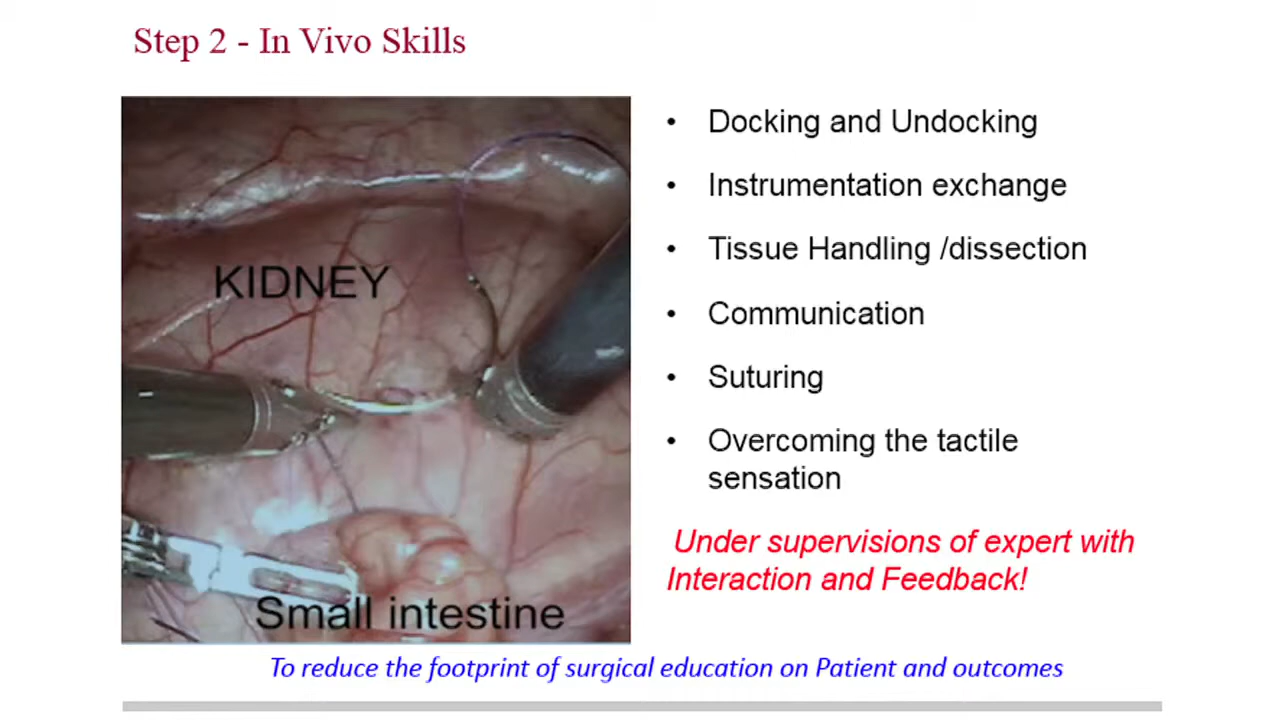 Step 2 - In Vivo Skills
KIDNEY
Small intestine
• Docking and Undocking
• Instrumentation exchange
• Tissue Handling /dissection
• Communication
• Suturing
• Overcoming the tactile
sensation
Under supervisions of expert with
Interaction and Feedback!
To reduce the footprint of surgical education on Patient and outcomes